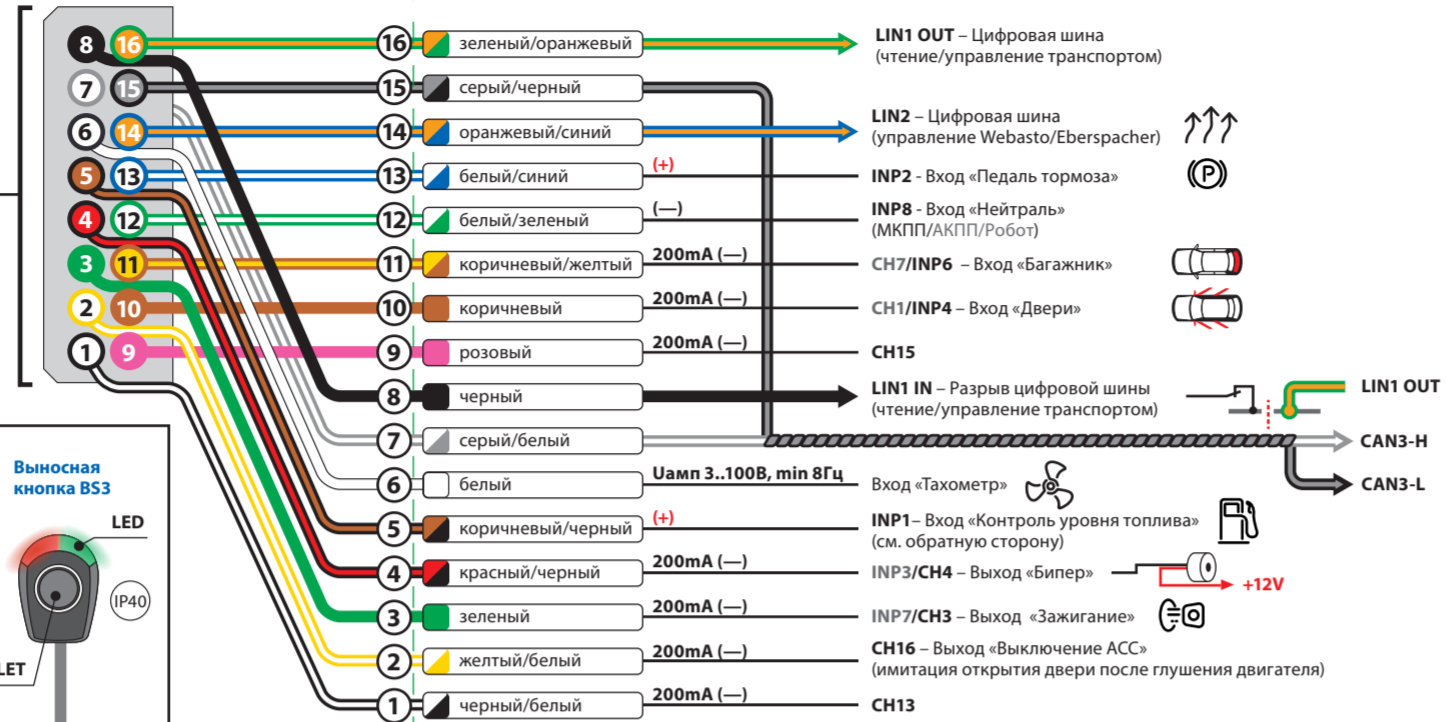 8 16
7 15
6 14
5 13
4 12
3 11
2 10
1 9
16 зеленый/оранжевый
LIN1 OUT – Цифровая шина
(чтение/управление транспортом)
15 серый/черный
14 оранжевый/синий
LIN2 – Цифровая шина
(управление Webasto/Eberspacher)
13 белый/синий (+) INP2 - Вход «Педаль тормоза» (P)
12 белый/зеленый (—) INP8 - Вход «Нейтраль»
(МКПП/АКПП/Робот)
11 коричневый/желтый 200mA (—) CH7/INP6 – Вход «Багажник»
10 коричневый 200mA (—) CH1/INP4 – Вход «Двери»
9 розовый 200mA (—) CH15
8 черный LIN1 IN – Разрыв цифровой шины
(чтение/управление транспортом)
LIN1 OUT
7 серый/белый CAN3-H
CAN3-L
6 белый Uамп 3..100В, min 8Гц Вход «Тахометр»
5 коричневый/черный (+) INP1– Вход «Контроль уровня топлива»
(см. обратную сторону)
4 красный/черный 200mA (—) INP3/CH4 – Выход «Бипер» +12V
3 зеленый 200mA (—) INP7/CH3 – Выход «Зажигание»
2 желтый/белый 200mA (—) CH16 – Выход «Выключение ACC»
(имитация открытия двери после глушения двигателя)
1 черный/белый 200mA (—) CH13
Выносная
кнопка BS3
LED
IP40
LET